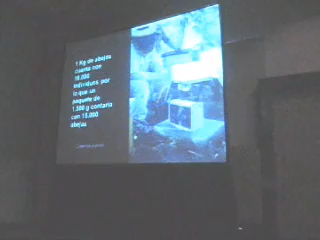 1 Kg de abejas
cuenta con
10.000
individuos por
lo que un
paquete de
1,500 g contaría
con 15.000
abejas